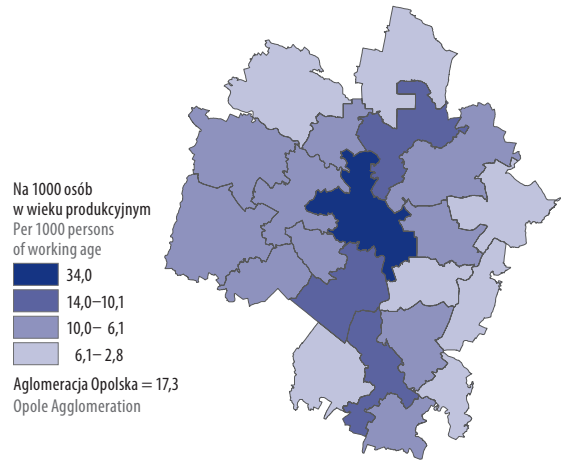 Na 1000 osób
w wieku produkcyjnym
Per 1000 persons
of working age
34,0
14,0–10,1
10,0– 6,1
6,1– 2,8
Aglomeracja Opolska = 17,3
Opole Agglomeration